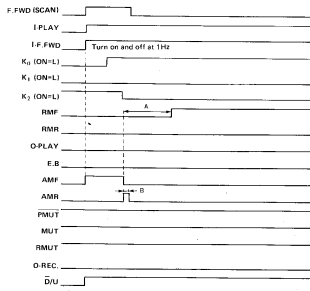 F.FWD (SCAN)
I-PLAY
I-F.FWD Turn on and off at 1Hz
K0 (ON=L)
K1 (ON=L)
K2 (ON=L)
A
RMF
RMR
O-PLAY
E.B
AMF
B
AMR
PMUT
MUT
RMUT
O-REC.
D̅/U